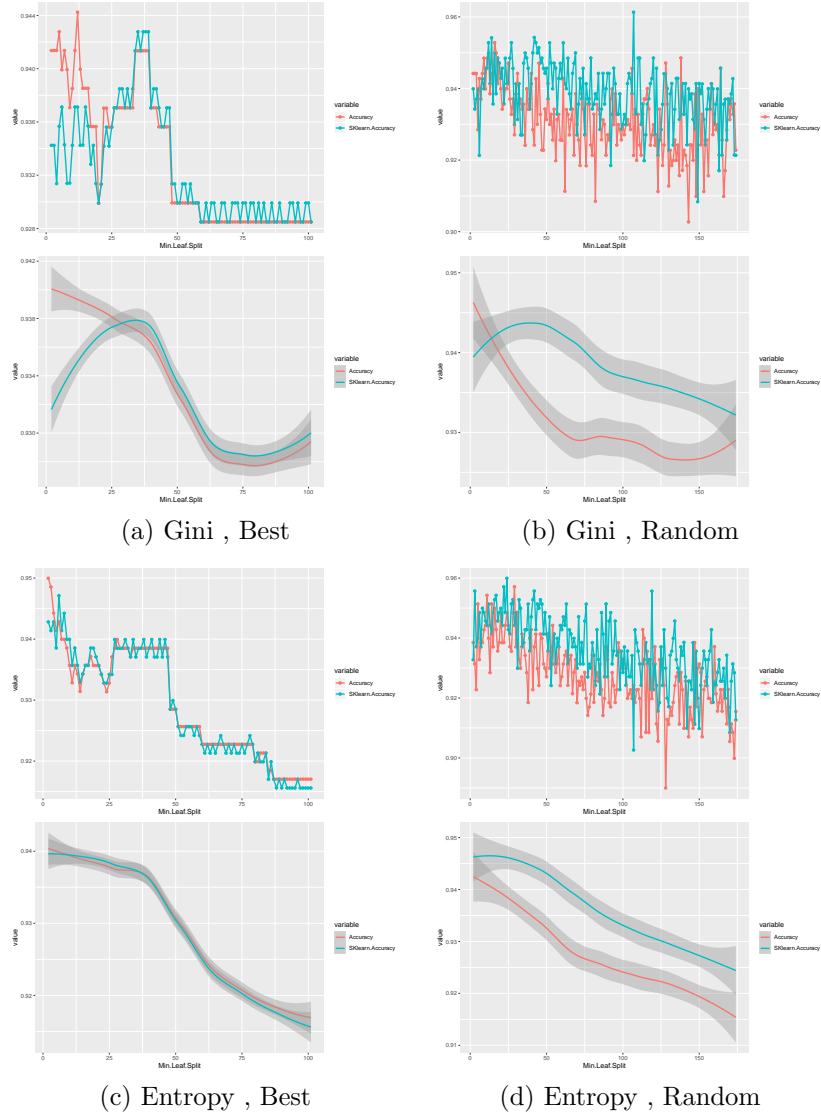 0.944
0.940
0.936
0.932
0.928
value
0 25 50 75 100
Min.Leaf.Split
variable
Accuracy
SKlearn.Accuracy
0.96
0.94
0.92
0.90
value
0 50 100 150
Min.Leaf.Split
variable
Accuracy
SKlearn.Accuracy
0.942
0.938
0.934
0.930
value
0 25 50 75 100
Min.Leaf.Split
variable
Accuracy
SKlearn.Accuracy
0.95
0.94
0.93
value
0 50 100 150
Min.Leaf.Split
variable
Accuracy
SKlearn.Accuracy
(a) Gini , Best
(b) Gini , Random
0.95
0.94
0.93
0.92
value
0 25 50 75 100
Min.Leaf.Split
variable
Accuracy
SKlearn.Accuracy
0.96
0.94
0.92
0.90
value
0 50 100 150
Min.Leaf.Split
variable
Accuracy
SKlearn.Accuracy
0.94
0.93
0.92
value
0 25 50 75 100
Min.Leaf.Split
variable
Accuracy
SKlearn.Accuracy
0.95
0.94
0.93
0.92
0.91
value
0 50 100 150
Min.Leaf.Split
variable
Accuracy
SKlearn.Accuracy
(c) Entropy , Best
(d) Entropy , Random